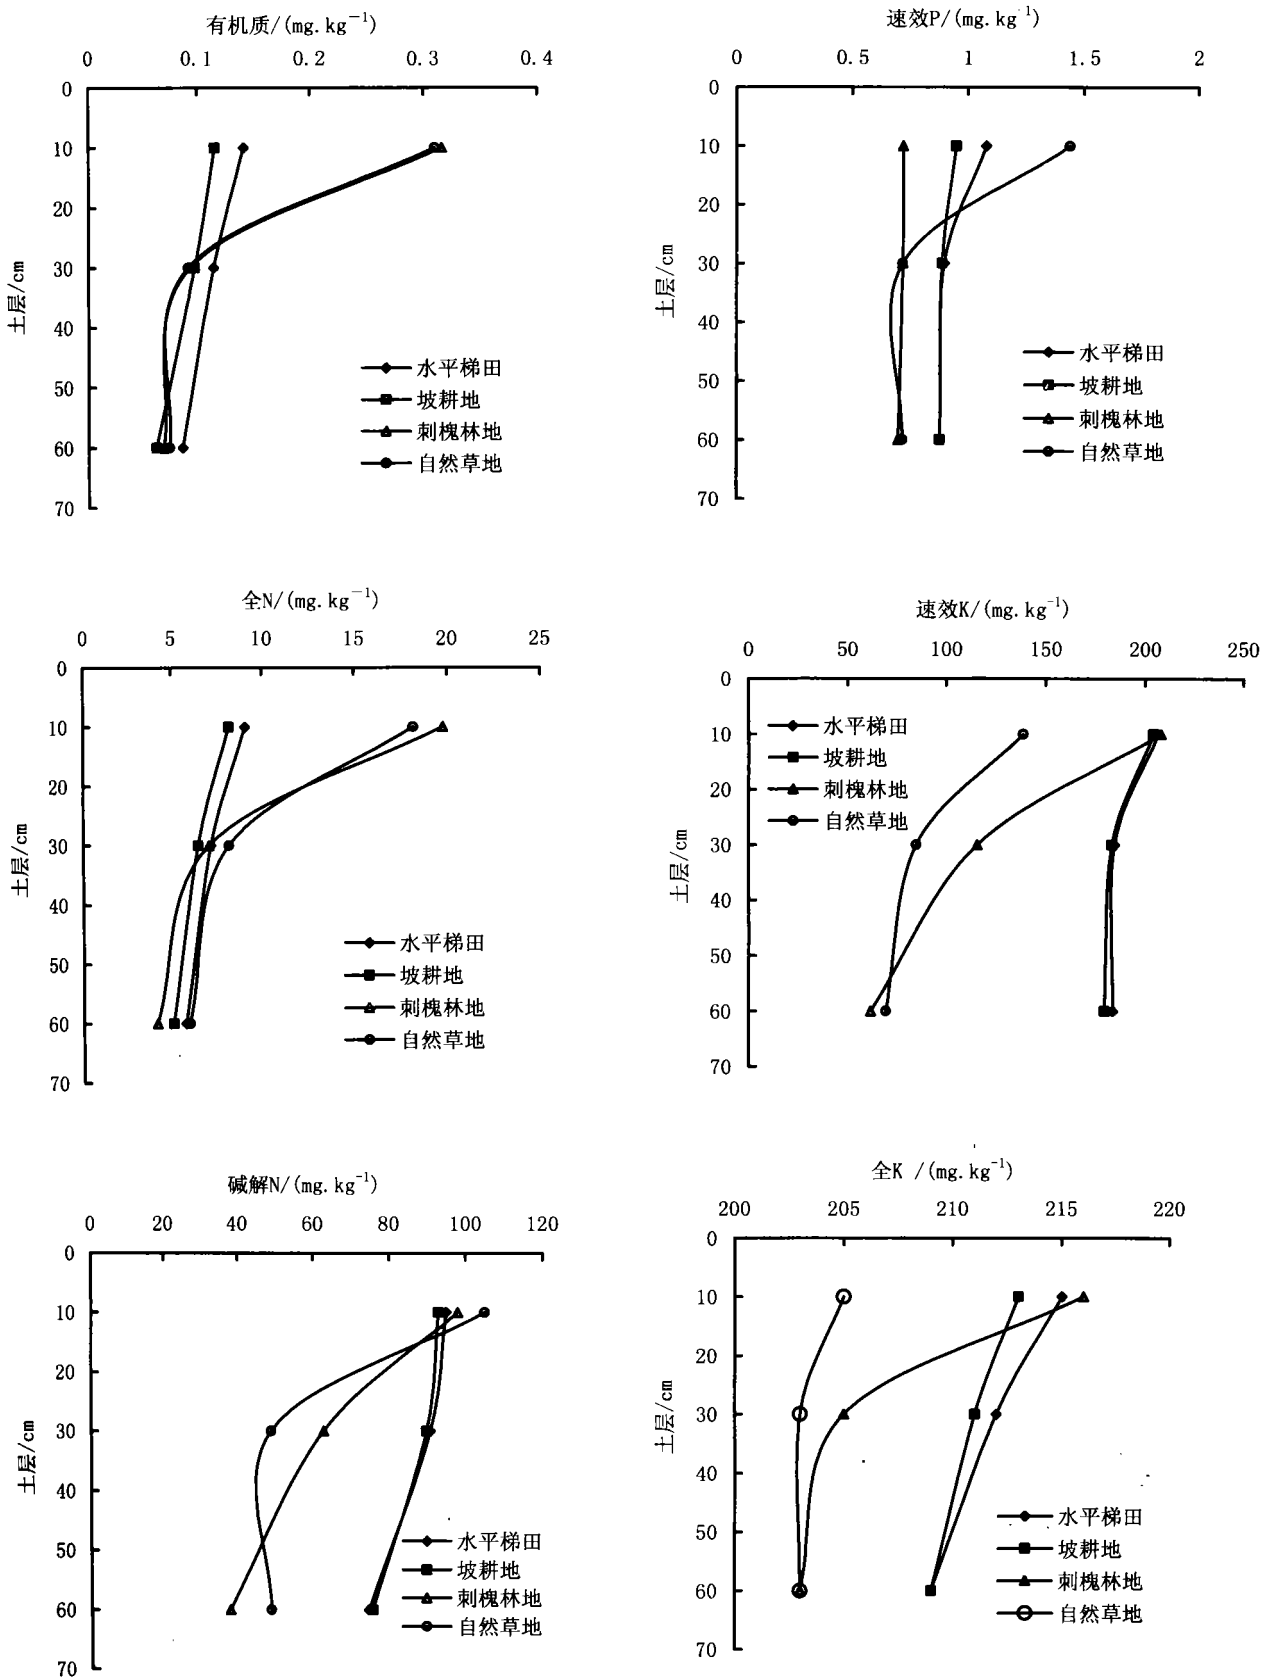 有机质/(mg.kg⁻¹)
0 0.1 0.2 0.3 0.4
0
10
20
30
40
50
60
70
土层/cm
水平梯田
坡耕地
刺槐林地
自然草地
速效P/(mg.kg⁻¹)
0 0.5 1 1.5 2
0
10
20
30
40
50
60
70
土层/cm
水平梯田
坡耕地
刺槐林地
自然草地
全N/(mg.kg⁻¹)
0 5 10 15 20 25
0
10
20
30
40
50
60
70
土层/cm
水平梯田
坡耕地
刺槐林地
自然草地
速效K/(mg.kg⁻¹)
0 50 100 150 200 250
0
10
20
30
40
50
60
70
土层/cm
水平梯田
坡耕地
刺槐林地
自然草地
碱解N/(mg.kg⁻¹)
0 20 40 60 80 100 120
0
10
20
30
40
50
60
70
土层/cm
水平梯田
坡耕地
刺槐林地
自然草地
全K /(mg.kg⁻¹)
200 205 210 215 220
0
10
20
30
40
50
60
70
土层/cm
水平梯田
坡耕地
刺槐林地
自然草地